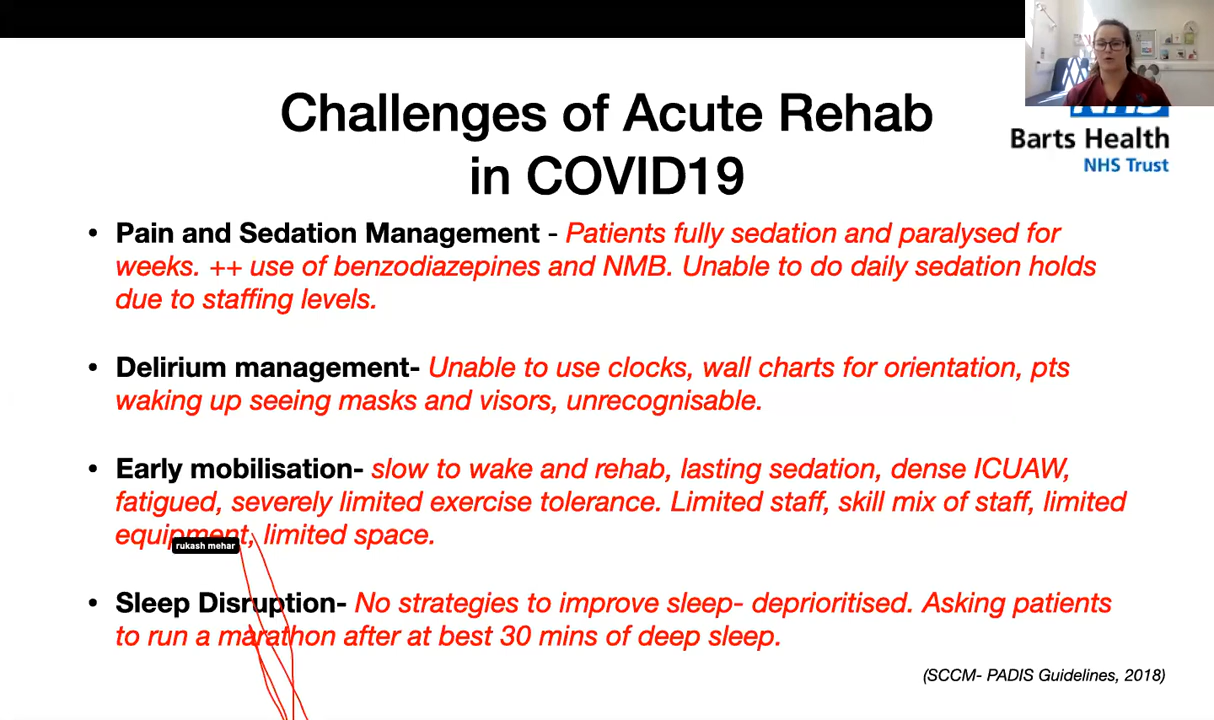 Challenges of Acute Rehab
in COVID19
NHS
Barts Health
NHS Trust
• Pain and Sedation Management - Patients fully sedation and paralysed for
weeks. ++ use of benzodiazepines and NMB. Unable to do daily sedation holds
due to staffing levels.
• Delirium management- Unable to use clocks, wall charts for orientation, pts
waking up seeing masks and visors, unrecognisable.
• Early mobilisation- slow to wake and rehab, lasting sedation, dense ICUAW,
fatigued, severely limited exercise tolerance. Limited staff, skill mix of staff, limited
equipment, limited space.
rukash mehar
• Sleep Disruption- No strategies to improve sleep- deprioritised. Asking patients
to run a marathon after at best 30 mins of deep sleep.
(SCCM- PADIS Guidelines, 2018)